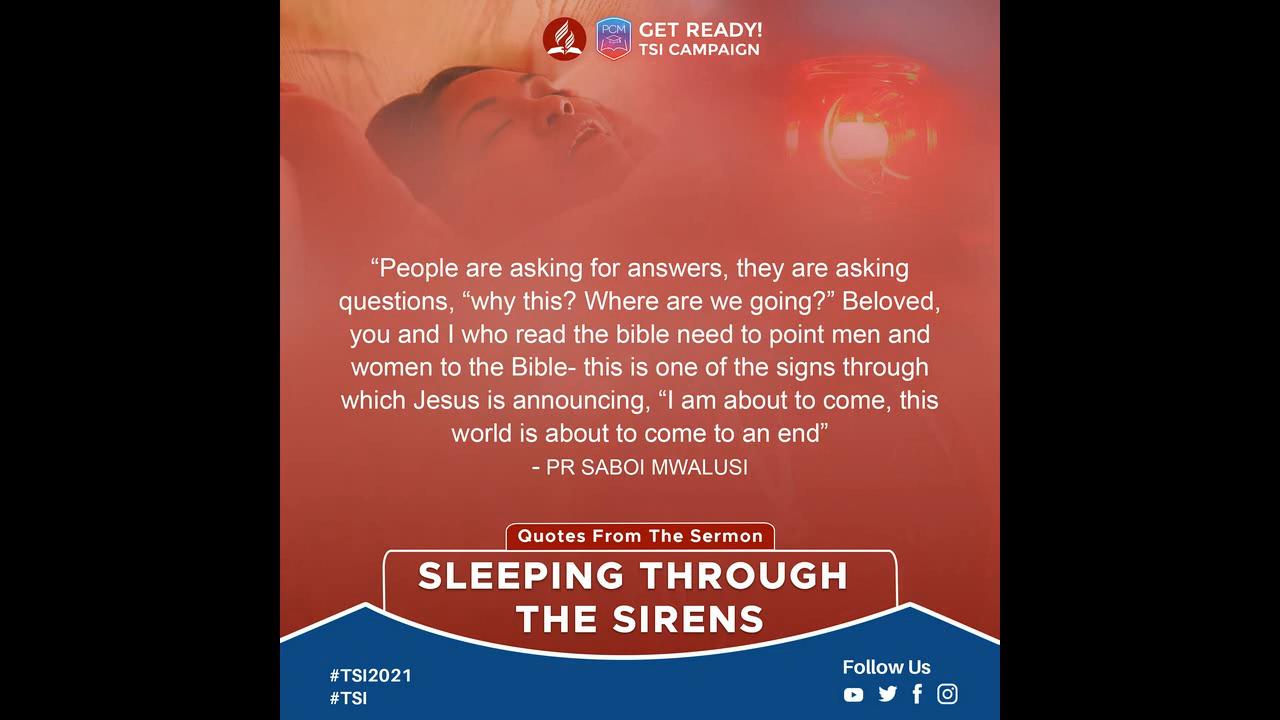 PCM
GET READY!
TSI CAMPAIGN
“People are asking for answers, they are asking
questions, “why this? Where are we going?” Beloved,
you and I who read the bible need to point men and
women to the Bible- this is one of the signs through
which Jesus is announcing, “I am about to come, this
world is about to come to an end”
- PR SABOI MWALUSI
Quotes From The Sermon
SLEEPING THROUGH
THE SIRENS
#TSI2021
#TSI
Follow Us